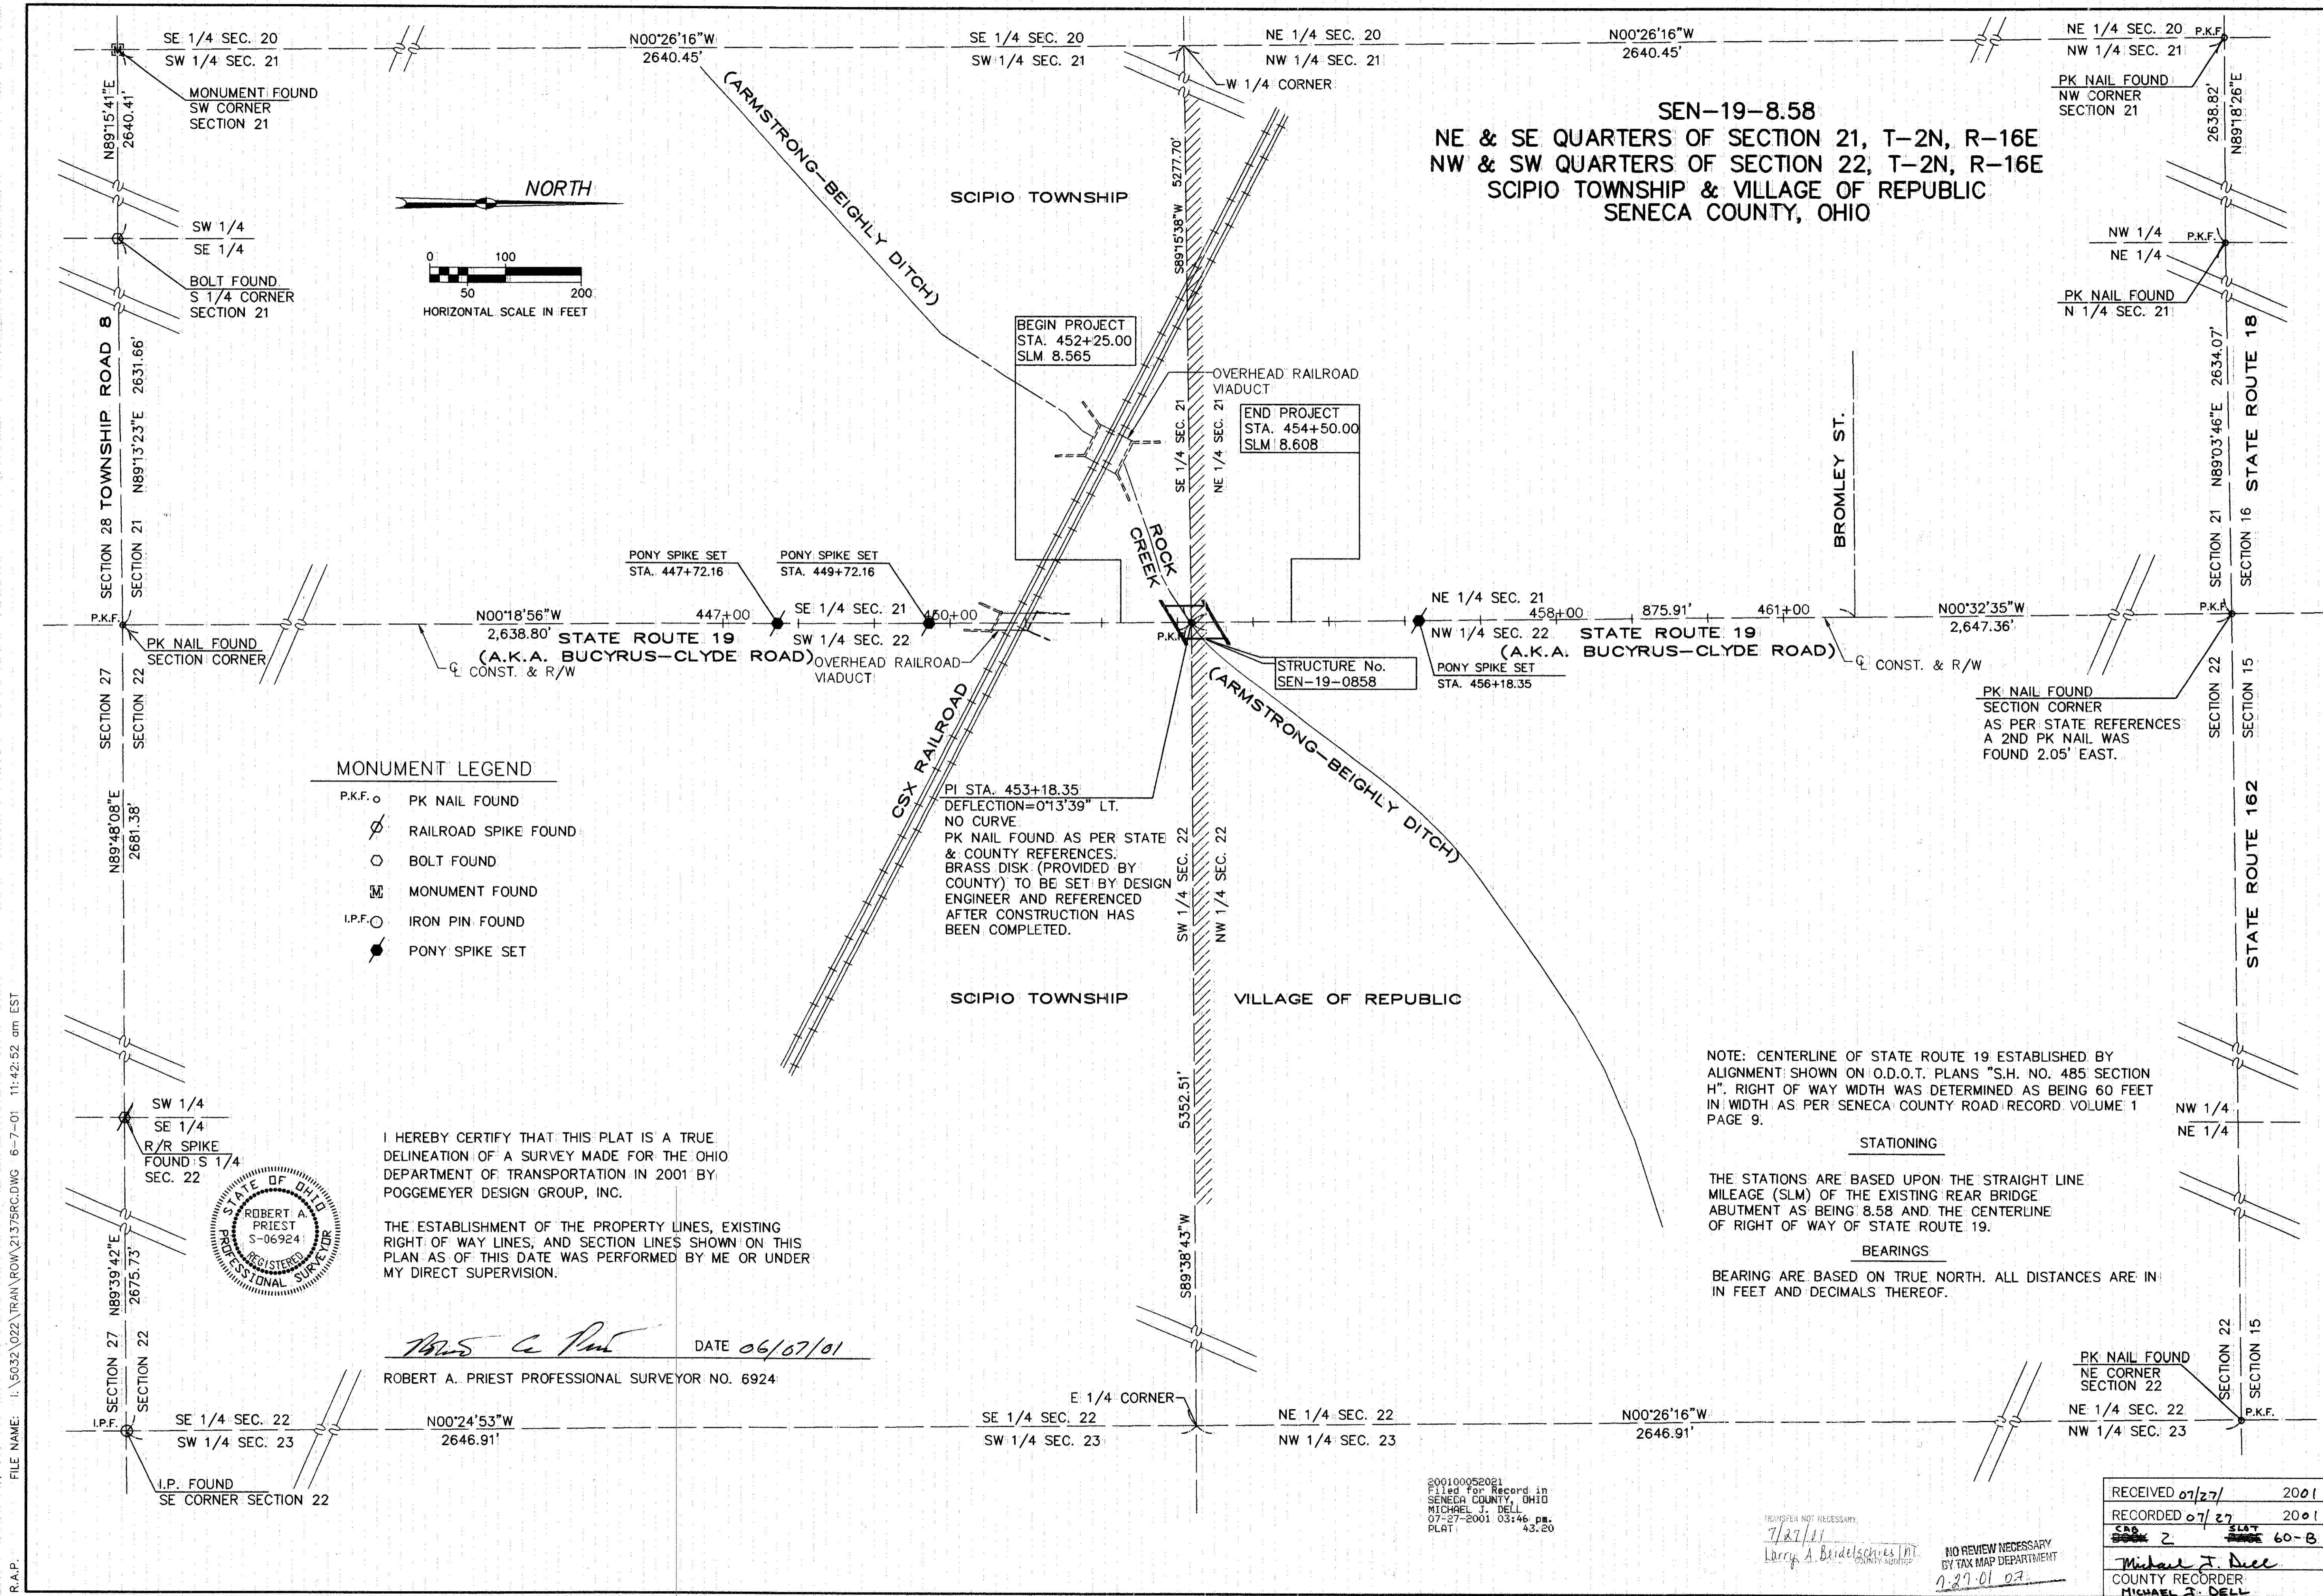 SE 1/4 SEC. 20
SW 1/4 SEC. 21
N00°26'16"W
2640.45'
SE 1/4 SEC. 20
SW 1/4 SEC. 21
NE 1/4 SEC. 20
NW 1/4 SEC. 21
W 1/4 CORNER
N00°26'16"W
2640.45'
NE 1/4 SEC. 20
P.K.F.
NW 1/4 SEC. 21
PK NAIL FOUND
NW CORNER
SECTION 21
2638.82'
N89°18'26"E
MONUMENT FOUND
SW CORNER
SECTION 21
N89°15'41"E
2640.41'
SEN-19-8.58
NE & SE QUARTERS OF SECTION 21, T-2N, R-16E
NW & SW QUARTERS OF SECTION 22, T-2N, R-16E
SCIPIO TOWNSHIP & VILLAGE OF REPUBLIC
SENECA COUNTY, OHIO
(ARMSTRONG-BEIGHLY DITCH)
NORTH
SCIPIO TOWNSHIP
S89°15'38"W 5277.70'
SW 1/4
SE 1/4
BOLT FOUND
S 1/4 CORNER
SECTION 21
0 100
50 200
HORIZONTAL SCALE IN FEET
NW 1/4
P.K.F.
NE 1/4
PK NAIL FOUND
N 1/4 SEC. 21
BEGIN PROJECT
STA. 452+25.00
SLM 8.565
OVERHEAD RAILROAD
VIADUCT
END PROJECT
STA. 454+50.00
SLM 8.608
SE 1/4 SEC. 21
NE 1/4 SEC. 21
BROMLEY ST.
SECTION 28 TOWNSHIP ROAD 8
SECTION 21 N89°13'23"E 2631.66'
SECTION 21 N89°03'46"E 2634.07'
SECTION 16 STATE ROUTE 18
ROCK
CREEK
PONY SPIKE SET
STA. 447+72.16
PONY SPIKE SET
STA. 449+72.16
P.K.F.
PK NAIL FOUND
SECTION CORNER
N00°18'56"W
2,638.80'
447+00
SE 1/4 SEC. 21
450+00
SW 1/4 SEC. 22
STATE ROUTE 19
(A.K.A. BUCYRUS-CLYDE ROAD)
℄ CONST. & R/W
OVERHEAD RAILROAD
VIADUCT
P.K.F.
NE 1/4 SEC. 21
458+00
875.91'
461+00
NW 1/4 SEC. 22
STATE ROUTE 19
(A.K.A. BUCYRUS-CLYDE ROAD)
PONY SPIKE SET
STA. 456+18.35
℄ CONST. & R/W
N00°32'35"W
2,647.36'
P.K.F.
STRUCTURE No.
SEN-19-0858
PK NAIL FOUND
SECTION CORNER
AS PER STATE REFERENCES
A 2ND PK NAIL WAS
FOUND 2.05' EAST.
SECTION 27
SECTION 22
SECTION 22
SECTION 15
STATE ROUTE 162
CSX RAILROAD
(ARMSTRONG-BEIGHLY DITCH)
MONUMENT LEGEND
P.K.F. PK NAIL FOUND
RAILROAD SPIKE FOUND
BOLT FOUND
M MONUMENT FOUND
I.P.F. IRON PIN FOUND
PONY SPIKE SET
N89°48'08"E
2681.38'
PI STA. 453+18.35
DEFLECTION=0°13'39" LT.
NO CURVE
PK NAIL FOUND AS PER STATE
& COUNTY REFERENCES.
BRASS DISK (PROVIDED BY
COUNTY) TO BE SET BY DESIGN
ENGINEER AND REFERENCED
AFTER CONSTRUCTION HAS
BEEN COMPLETED.
SW 1/4 SEC. 22
NW 1/4 SEC. 22
SCIPIO TOWNSHIP
VILLAGE OF REPUBLIC
S89°38'43"W 5352.51'
SW 1/4
SE 1/4
R/R SPIKE
FOUND S 1/4
SEC. 22
STATE OF OHIO
ROBERT A.
PRIEST
S-06924
REGISTERED
PROFESSIONAL SURVEYOR
I HEREBY CERTIFY THAT THIS PLAT IS A TRUE
DELINEATION OF A SURVEY MADE FOR THE OHIO
DEPARTMENT OF TRANSPORTATION IN 2001 BY
POGGEMEYER DESIGN GROUP, INC.
THE ESTABLISHMENT OF THE PROPERTY LINES, EXISTING
RIGHT OF WAY LINES, AND SECTION LINES SHOWN ON THIS
PLAN AS OF THIS DATE WAS PERFORMED BY ME OR UNDER
MY DIRECT SUPERVISION.
DATE 06/07/01
ROBERT A. PRIEST PROFESSIONAL SURVEYOR NO. 6924
NOTE: CENTERLINE OF STATE ROUTE 19 ESTABLISHED BY
ALIGNMENT SHOWN ON O.D.O.T. PLANS "S.H. NO. 485 SECTION
H". RIGHT OF WAY WIDTH WAS DETERMINED AS BEING 60 FEET
IN WIDTH AS PER SENECA COUNTY ROAD RECORD VOLUME 1
PAGE 9.
STATIONING
THE STATIONS ARE BASED UPON THE STRAIGHT LINE
MILEAGE (SLM) OF THE EXISTING REAR BRIDGE
ABUTMENT AS BEING 8.58 AND THE CENTERLINE
OF RIGHT OF WAY OF STATE ROUTE 19.
BEARINGS
BEARING ARE BASED ON TRUE NORTH. ALL DISTANCES ARE IN
IN FEET AND DECIMALS THEREOF.
NW 1/4
NE 1/4
SECTION 27 N89°39'42"E
SECTION 22 2675.73'
SECTION 22
SECTION 15
I.P.F.
SE 1/4 SEC. 22
SW 1/4 SEC. 23
I.P. FOUND
SE CORNER SECTION 22
N00°24'53"W
2646.91'
E 1/4 CORNER
SE 1/4 SEC. 22
SW 1/4 SEC. 23
NE 1/4 SEC. 22
NW 1/4 SEC. 23
N00°26'16"W
2646.91'
PK NAIL FOUND
NE CORNER
SECTION 22
NE 1/4 SEC. 22
P.K.F.
NW 1/4 SEC. 23
200100052021
Filed for Record in
SENECA COUNTY, OHIO
MICHAEL J. DELL
07-27-2001 03:46 pm.
PLAT 43.20
TRANSFER NOT NECESSARY
7/27/01
Larry A. Beidelschies
COUNTY AUDITOR
NO REVIEW NECESSARY
BY TAX MAP DEPARTMENT
7-27-01
RECEIVED 07/27/ 2001
RECORDED 07/27 2001
CAB SLOT
BOOK 2 PAGE 60-B
Michael J. Dell
COUNTY RECORDER
MICHAEL J. DELL
R.A.P. FILE NAME: I:\5032\022\TRAN\ROW\21375RC.DWG 6-7-01 11:42:52 am EST